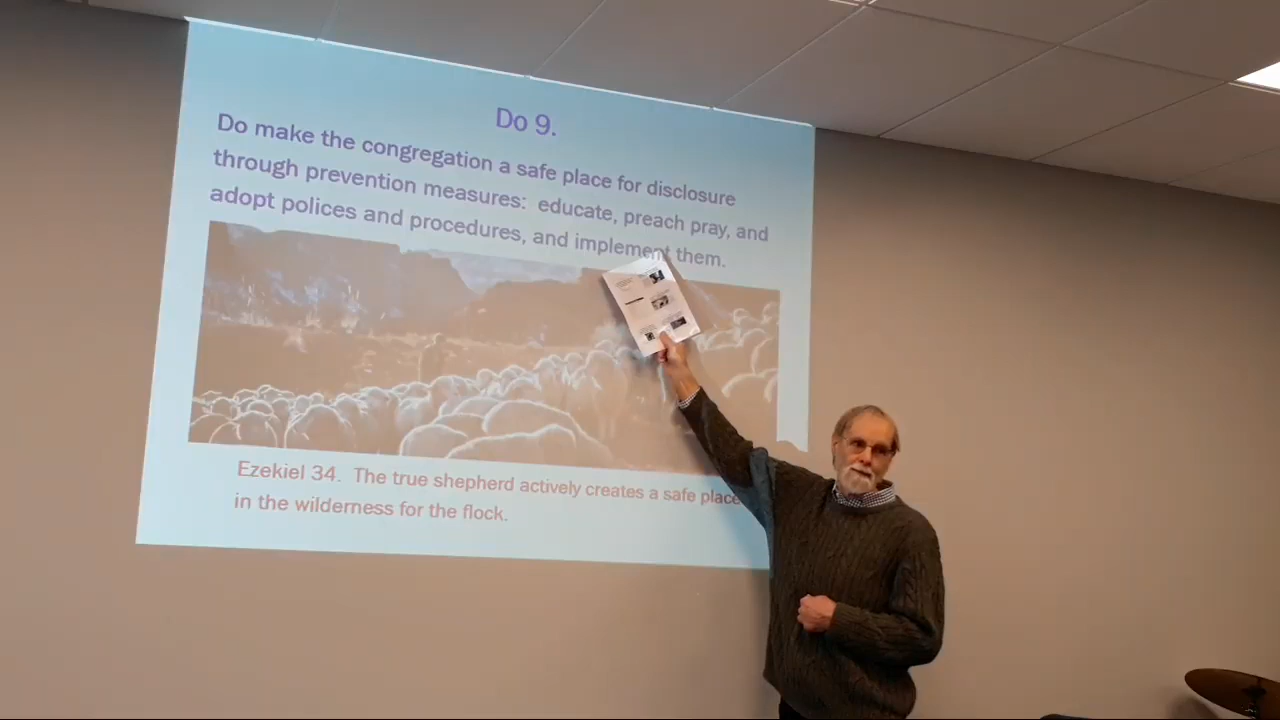 Do 9.
Do make the congregation a safe place for disclosure
through prevention measures: educate, preach pray, and
adopt polices and procedures, and implement them.
Ezekiel 34. The true shepherd actively creates a safe place
in the wilderness for the flock.